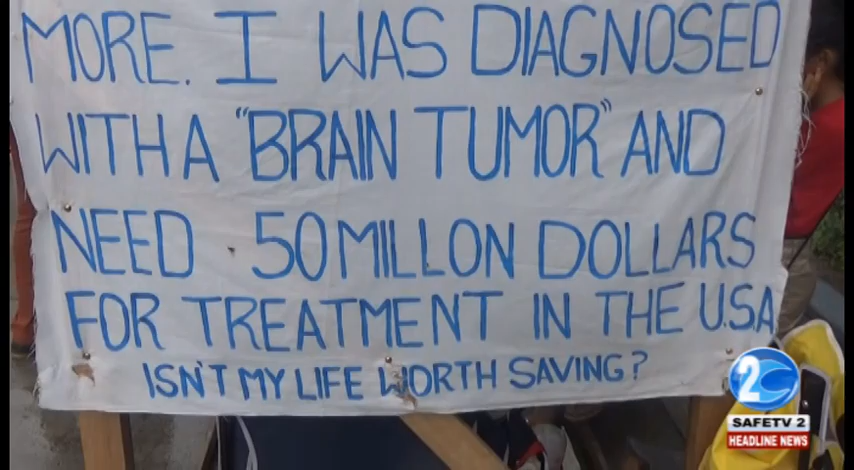 MORE. I WAS DIAGNOSED
WITH A "BRAIN TUMOR" AND
NEED 50 MILLON DOLLARS
FOR TREATMENT IN THE U.S.A
ISN'T MY LIFE WORTH SAVING?
2
SAFETV 2
HEADLINE NEWS